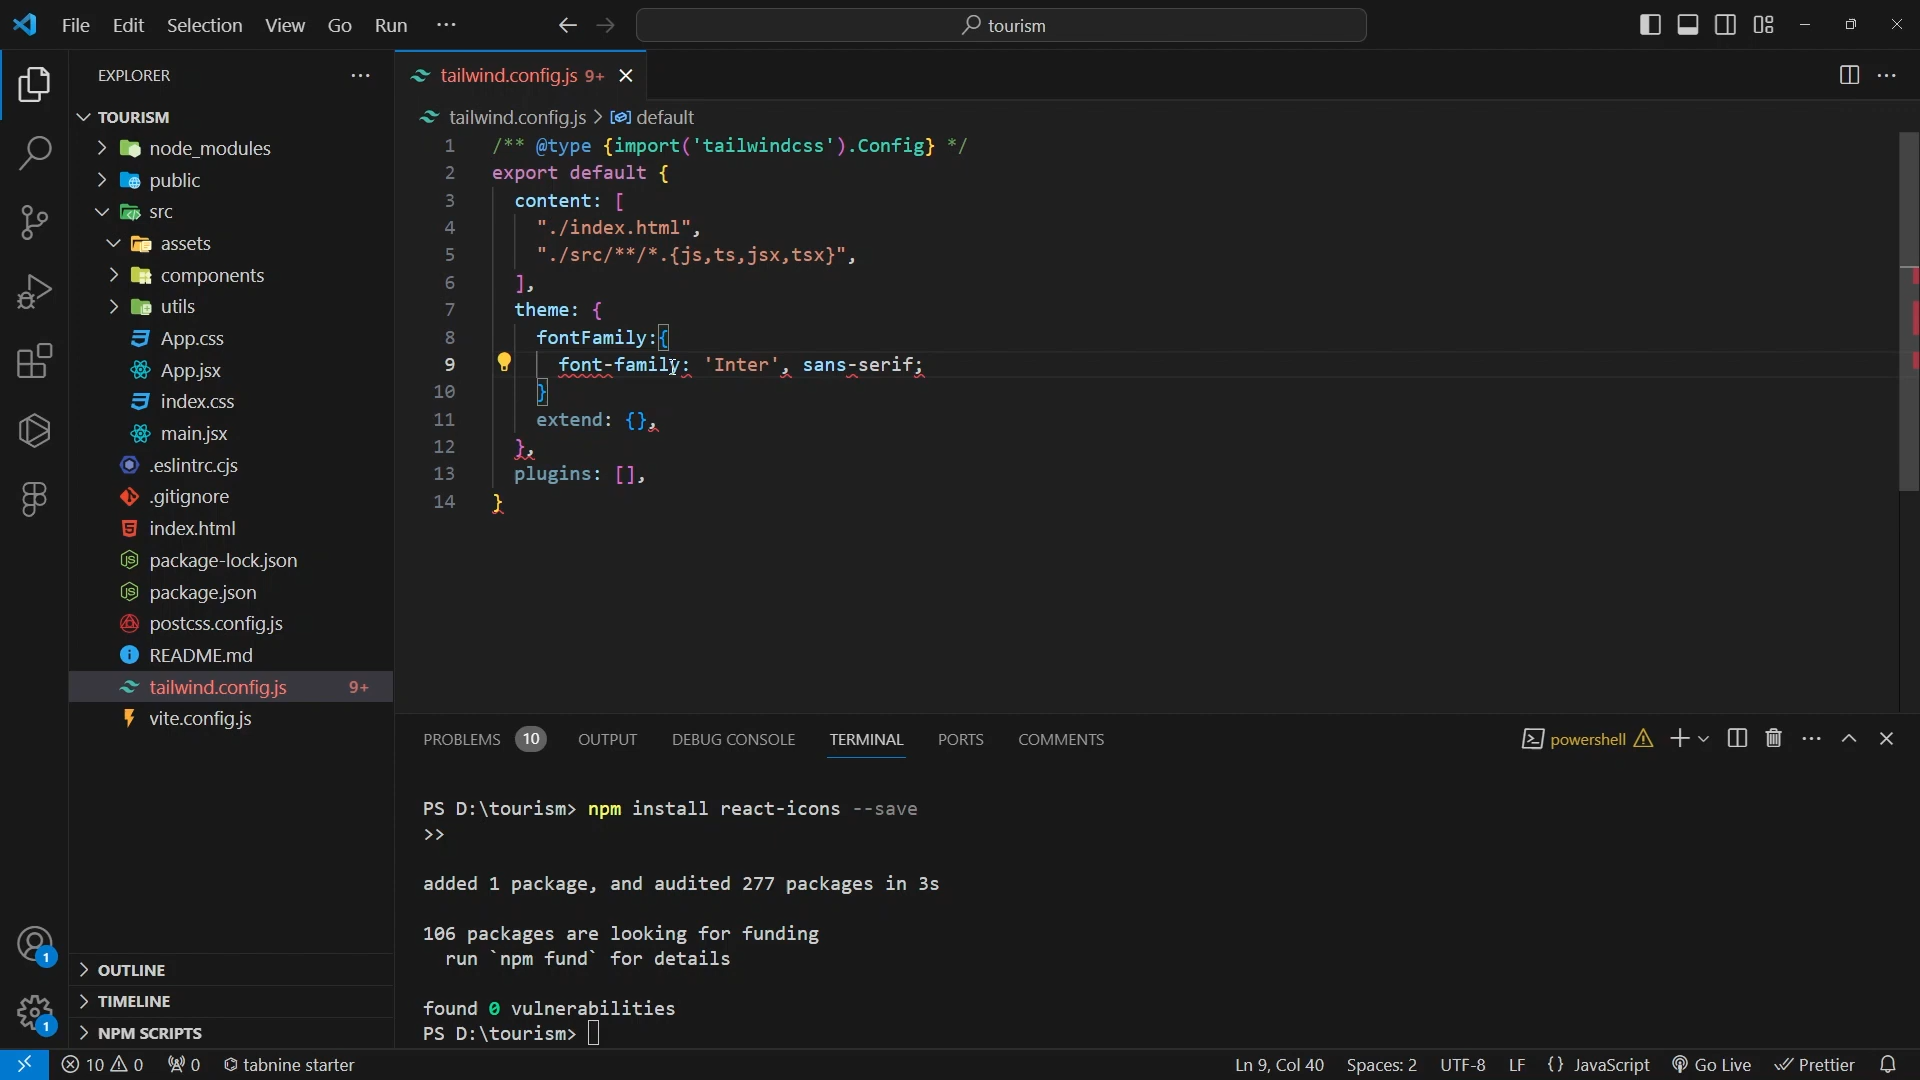 File Edit Selection View Go Run ...
tourism
EXPLORER ...
TOURISM
node_modules
public
src
assets
components
utils
App.css
App.jsx
index.css
main.jsx
.eslintrc.cjs
.gitignore
index.html
package-lock.json
package.json
postcss.config.js
README.md
tailwind.config.js 9+
vite.config.js
OUTLINE
TIMELINE
NPM SCRIPTS
1
1
tailwind.config.js 9+
tailwind.config.js > default
1 /** @type {import('tailwindcss').Config} */
2 export default {
3 content: [
4 "./index.html",
5 "./src/**/*.{js,ts,jsx,tsx}",
6 ],
7 theme: {
8 fontFamily:{
9 font-family: 'Inter', sans-serif;
10 }
11 extend: {},
12 },
13 plugins: [],
14 }
PROBLEMS 10 OUTPUT DEBUG CONSOLE TERMINAL PORTS COMMENTS
powershell
PS D:\tourism> npm install react-icons --save
>>
added 1 package, and audited 277 packages in 3s
106 packages are looking for funding
run `npm fund` for details
found 0 vulnerabilities
PS D:\tourism>
10 0 0 tabnine starter
Ln 9, Col 40 Spaces: 2 UTF-8 LF {} JavaScript Go Live Prettier